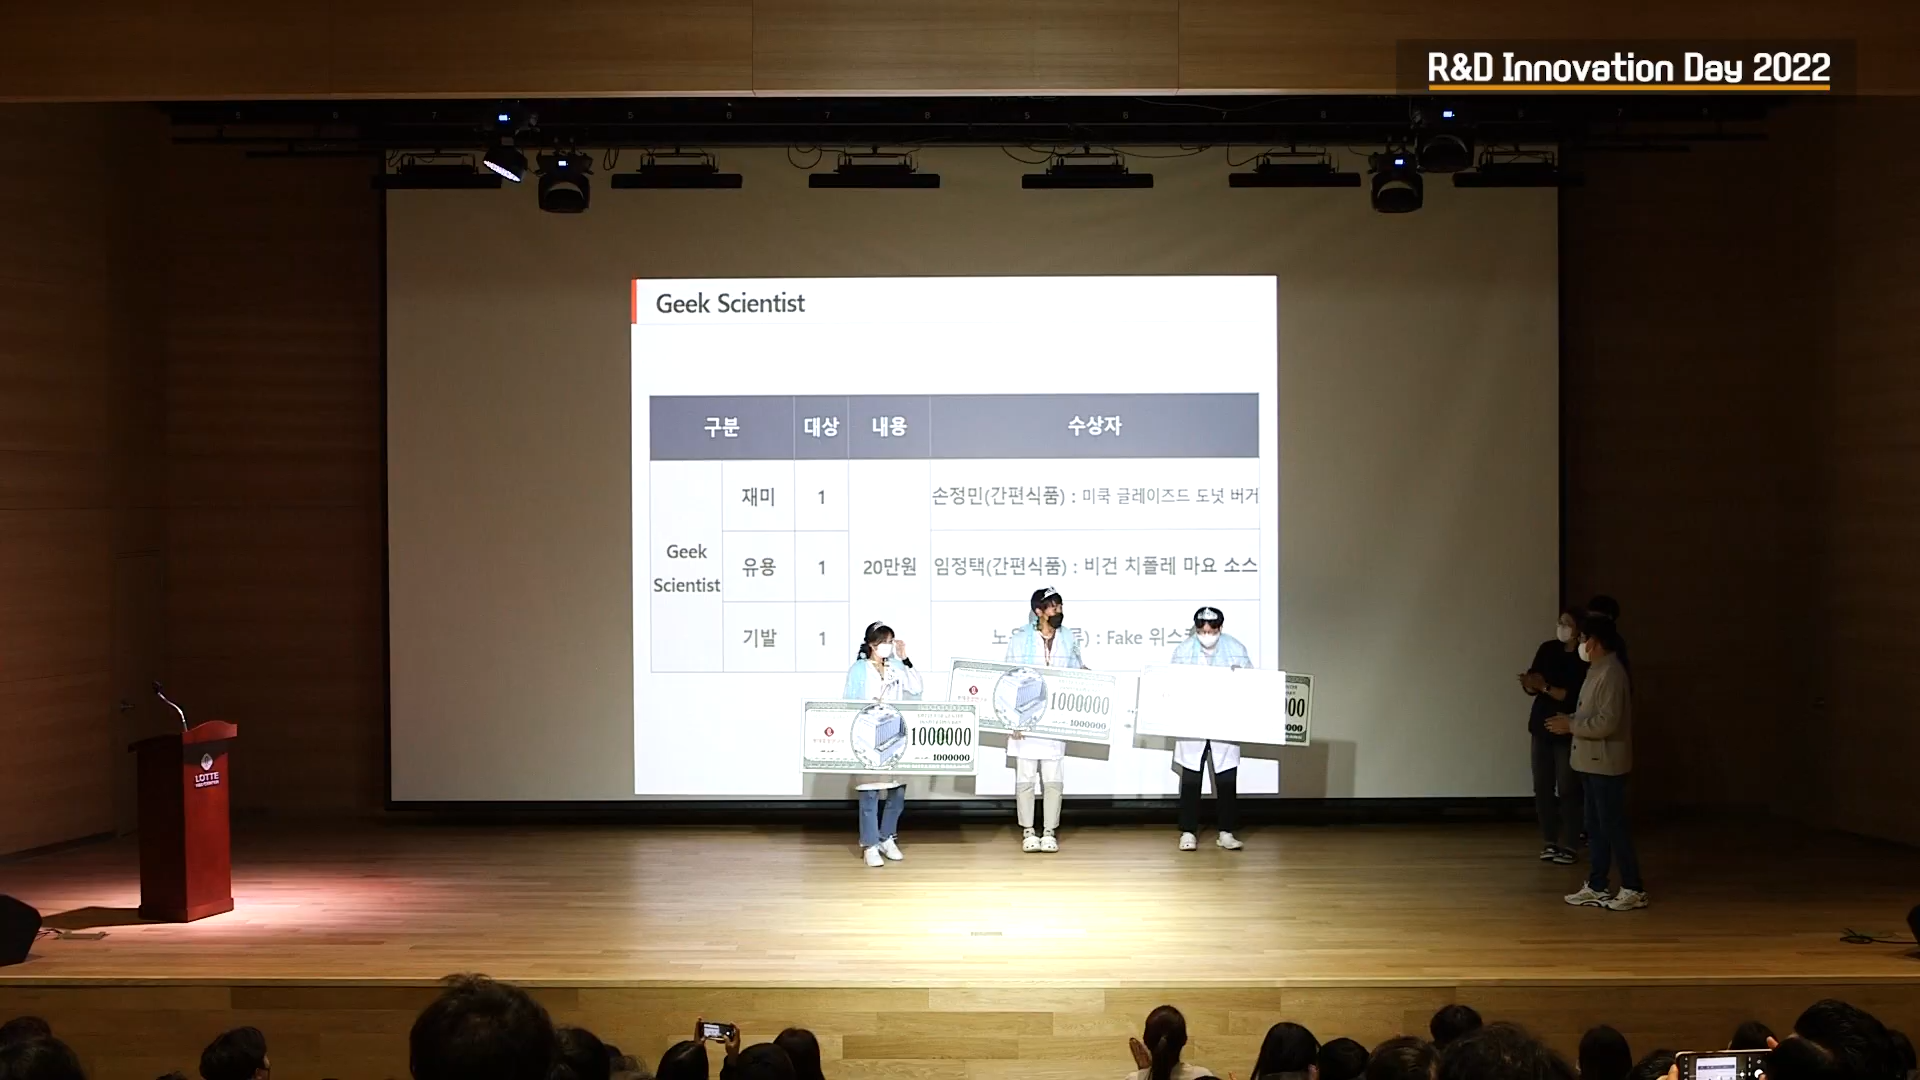 R&D Innovation Day 2022
Geek Scientist
구분 대상 내용 수상자
재미 1 손정민(간편식품) : 미쿡 글레이즈드 도넛 버거
Geek Scientist
유용 1 20만원 임정택(간편식품) : 비건 치폴레 마요 소스
기발 1 ) : Fake
1000000
1000000
1000000
1000000
LOTTE